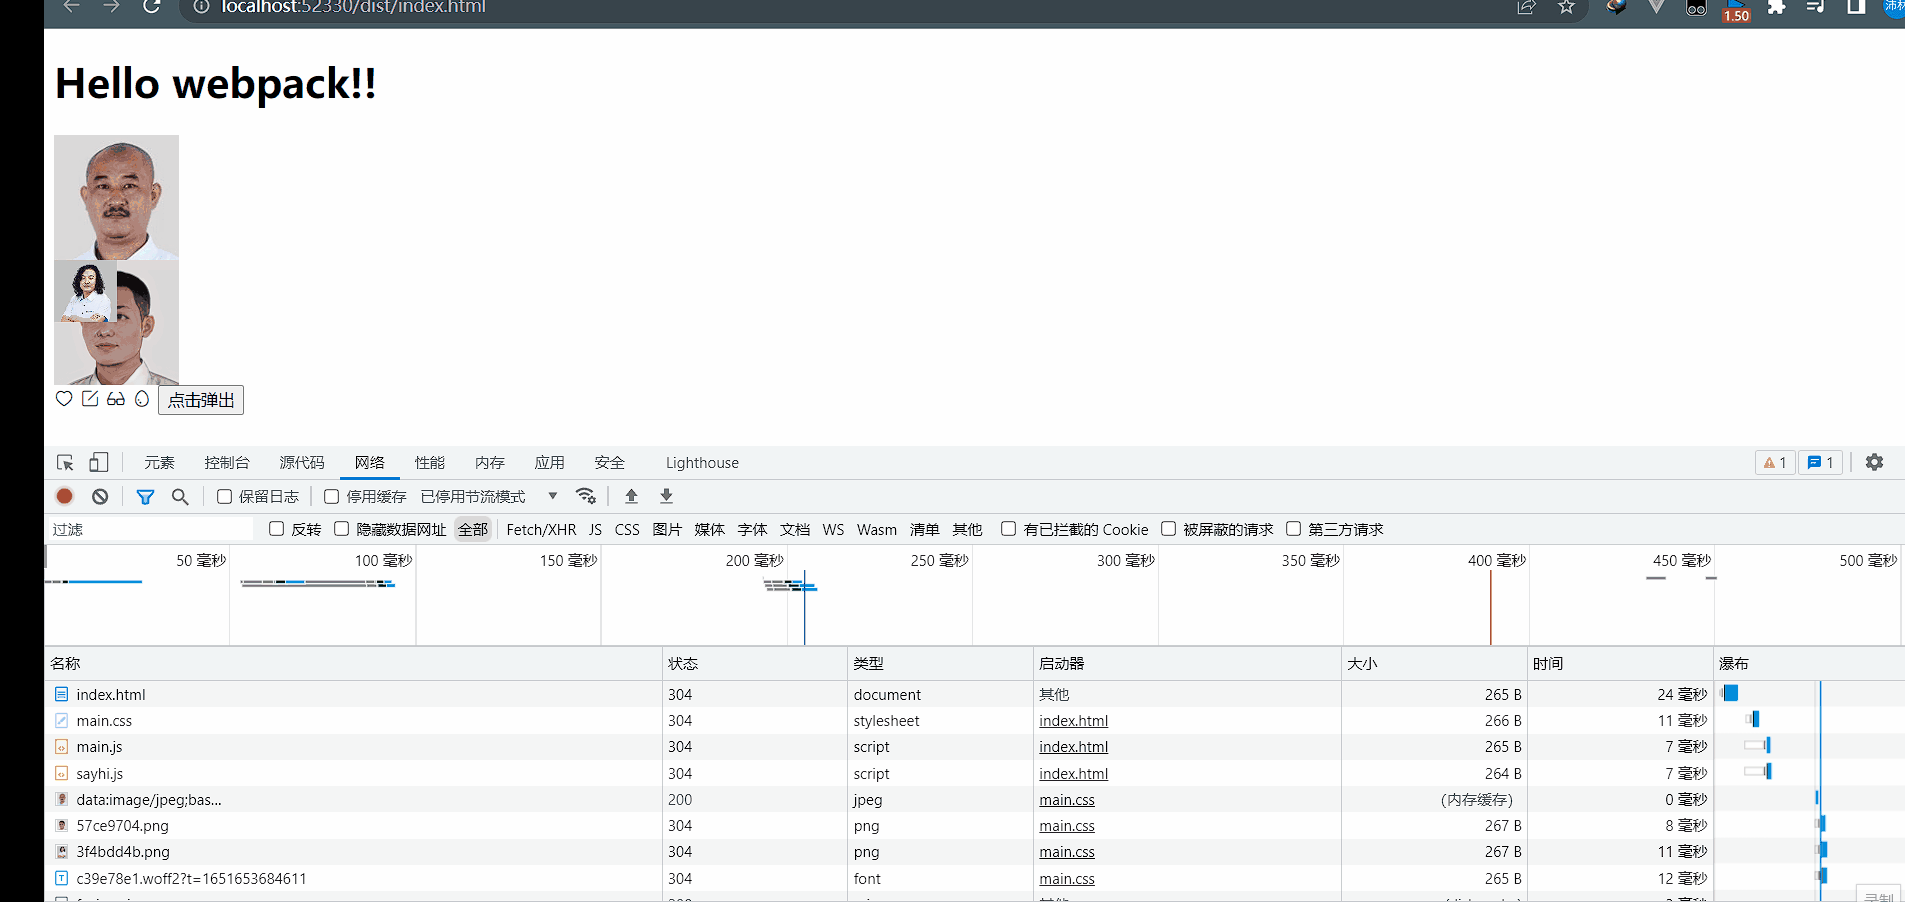 localhost:52330/dist/index.html
1.50
沛林
Hello webpack!!
点击弹出
元素 控制台 源代码 网络 性能 内存 应用 安全 Lighthouse 1 1
保留日志 停用缓存 已停用节流模式
过滤 反转 隐藏数据网址 全部 Fetch/XHR JS CSS 图片 媒体 字体 文档 WS Wasm 清单 其他 有已拦截的 Cookie 被屏蔽的请求 第三方请求
50 毫秒 100 毫秒 150 毫秒 200 毫秒 250 毫秒 300 毫秒 350 毫秒 400 毫秒 450 毫秒 500 毫秒
名称 状态 类型 启动器 大小 时间 瀑布
index.html 304 document 其他 265 B 24 毫秒
main.css 304 stylesheet index.html 266 B 11 毫秒
main.js 304 script index.html 265 B 7 毫秒
sayhi.js 304 script index.html 264 B 7 毫秒
data:image/jpeg;bas... 200 jpeg main.css (内存缓存) 0 毫秒
57ce9704.png 304 png main.css 267 B 8 毫秒
3f4bdd4b.png 304 png main.css 267 B 11 毫秒
c39e78e1.woff2?t=1651653684611 304 font main.css 265 B 12 毫秒
录制